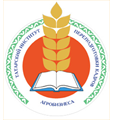 ТАТАРСКИЙ ИНСТИТУТ
ПЕРЕПОДГОТОВКИ КАДРОВ
АГРОБИЗНЕСА